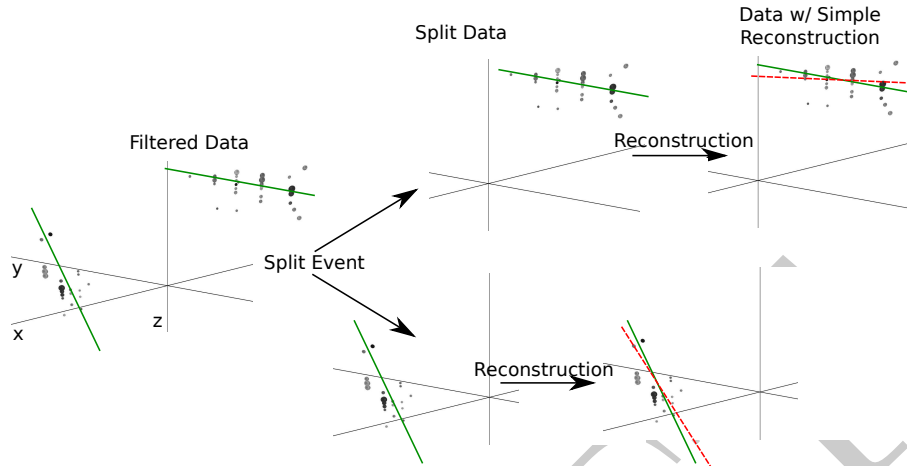 Split Data
Data w/ Simple
Reconstruction
Filtered Data
Reconstruction
Split Event
y
x
z
Reconstruction